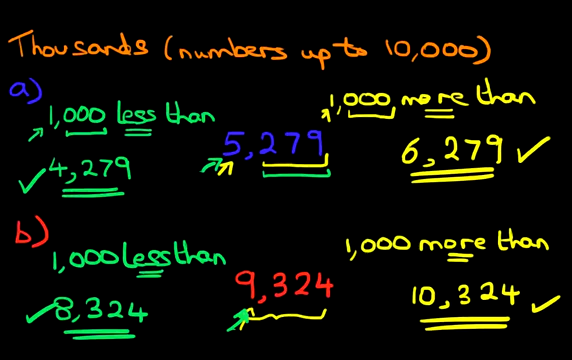 Thousands (numbers up to 10,000)
a)
1,000 less than
4,279
5,279
1,000 more than
6,279
b)
1,000 less than
8,324
9,324
1,000 more than
10,324